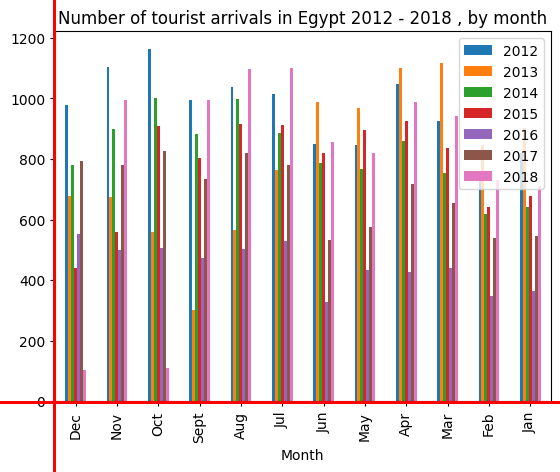 Number of tourist arrivals in Egypt 2012 - 2018 , by month
1200
1000
800
600
400
200
0
2012
2013
2014
2015
2016
2017
2018
Dec
Nov
Oct
Sept
Aug
Jul
Jun
May
Apr
Mar
Feb
Jan
Month